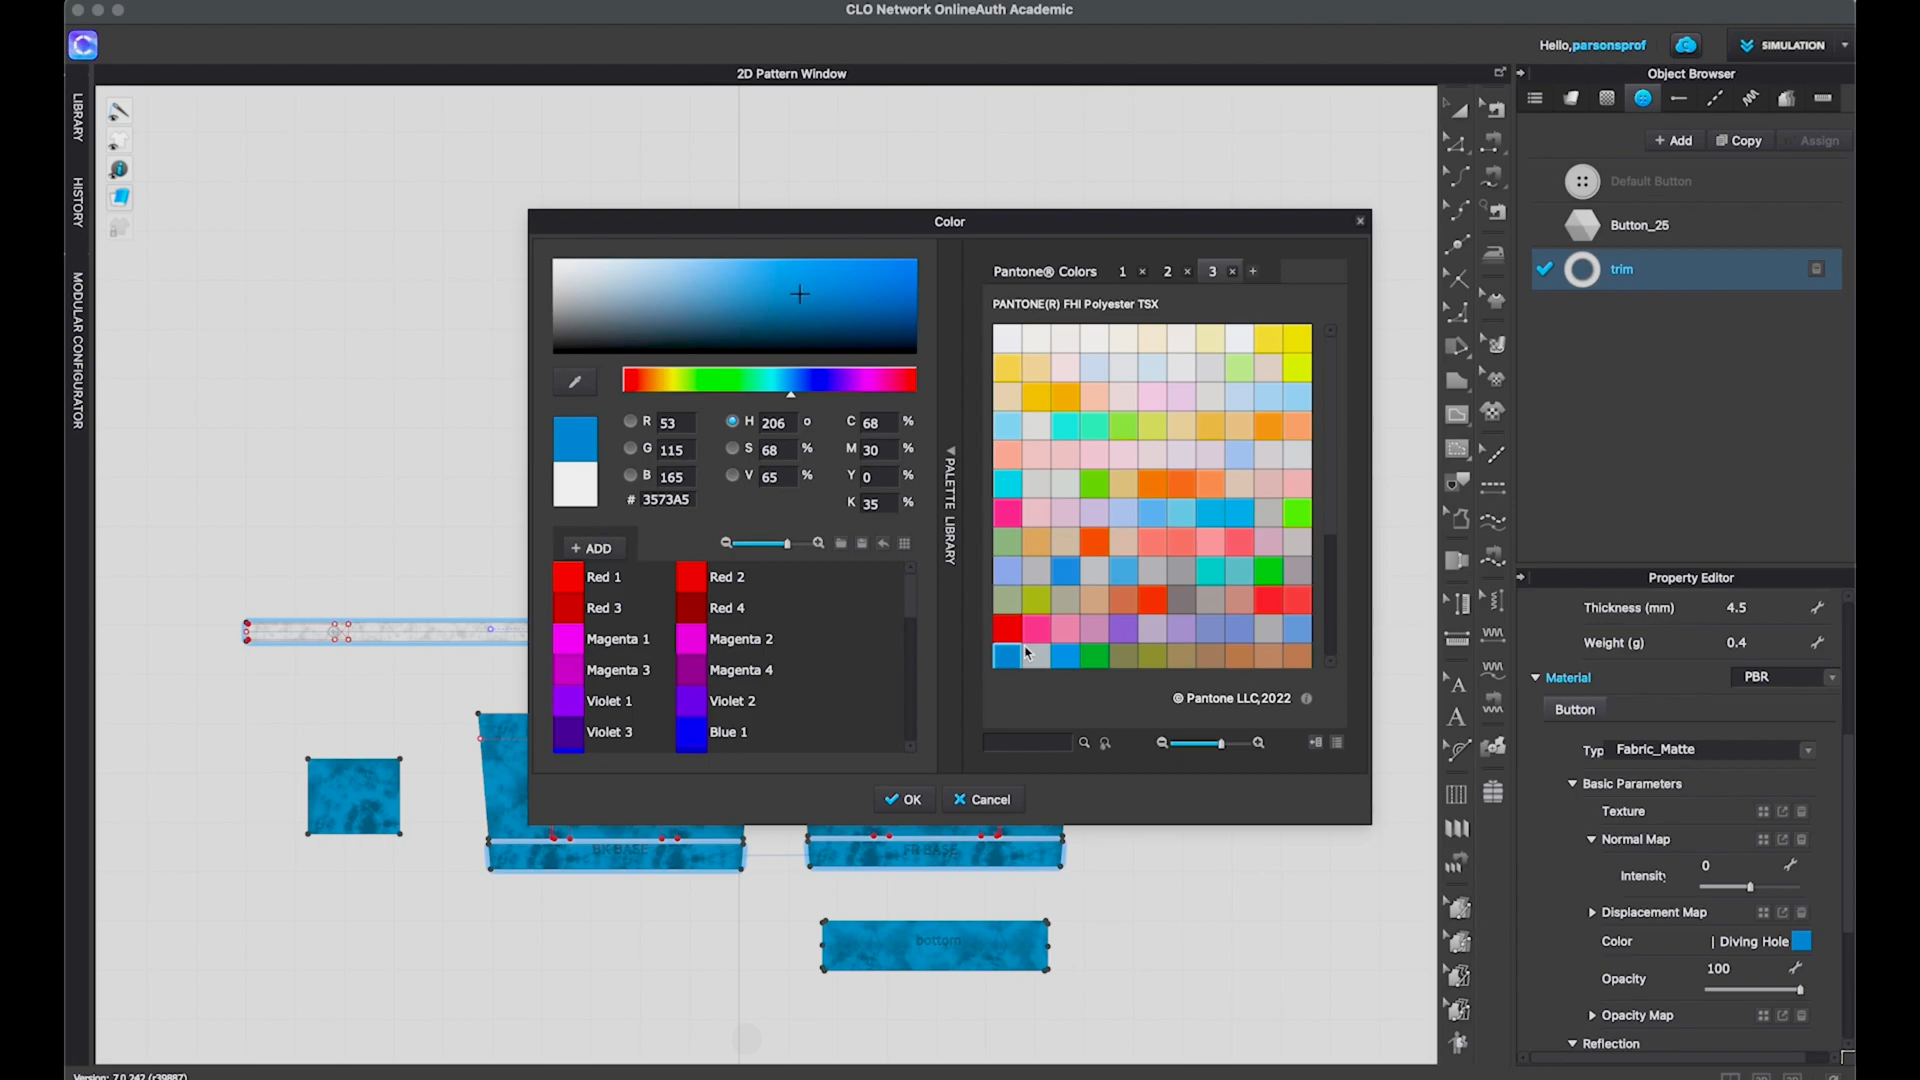 CLO Network OnlineAuth Academic
Hello,parsonsprof
SIMULATION
2D Pattern Window
Object Browser
LIBRARY
HISTORY
MODULAR CONFIGURATOR
+ Add
Copy
Assign
Default Button
Button_25
trim
Color
Pantone® Colors 1 2 3 +
PANTONE(R) FHI Polyester TSX
R 53 H 206 o C 68 %
G 115 S 68 % M 30 %
B 165 V 65 % Y 0 %
# 3573A5 K 35 %
PALETTE LIBRARY
+ ADD
Red 1 Red 2
Red 3 Red 4
Magenta 1 Magenta 2
Magenta 3 Magenta 4
Violet 1 Violet 2
Violet 3 Blue 1
© Pantone LLC,2022
OK
Cancel
BK BASE
FR BASE
bottom
Property Editor
Thickness (mm) 4.5
Weight (g) 0.4
Material PBR
Button
Typ Fabric_Matte
Basic Parameters
Texture
Normal Map
Intensity 0
Displacement Map
Color | Diving Hole
Opacity 100
Opacity Map
Reflection
Version: 7.0.242 (r39887)